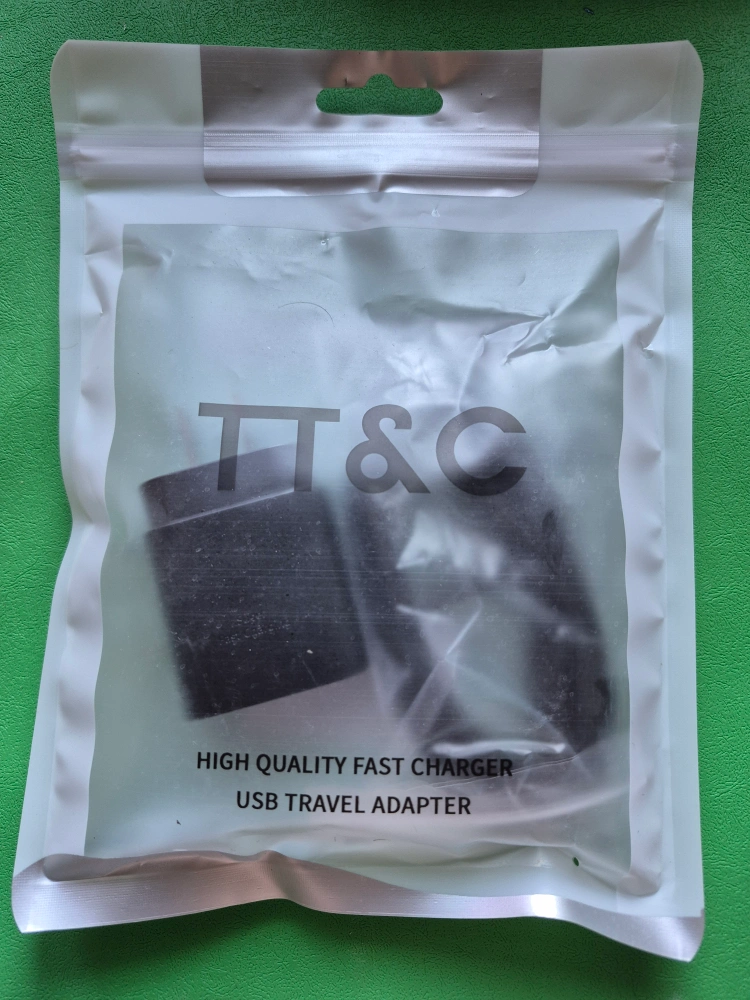 TT&C
HIGH QUALITY FAST CHARGER
USB TRAVEL ADAPTER